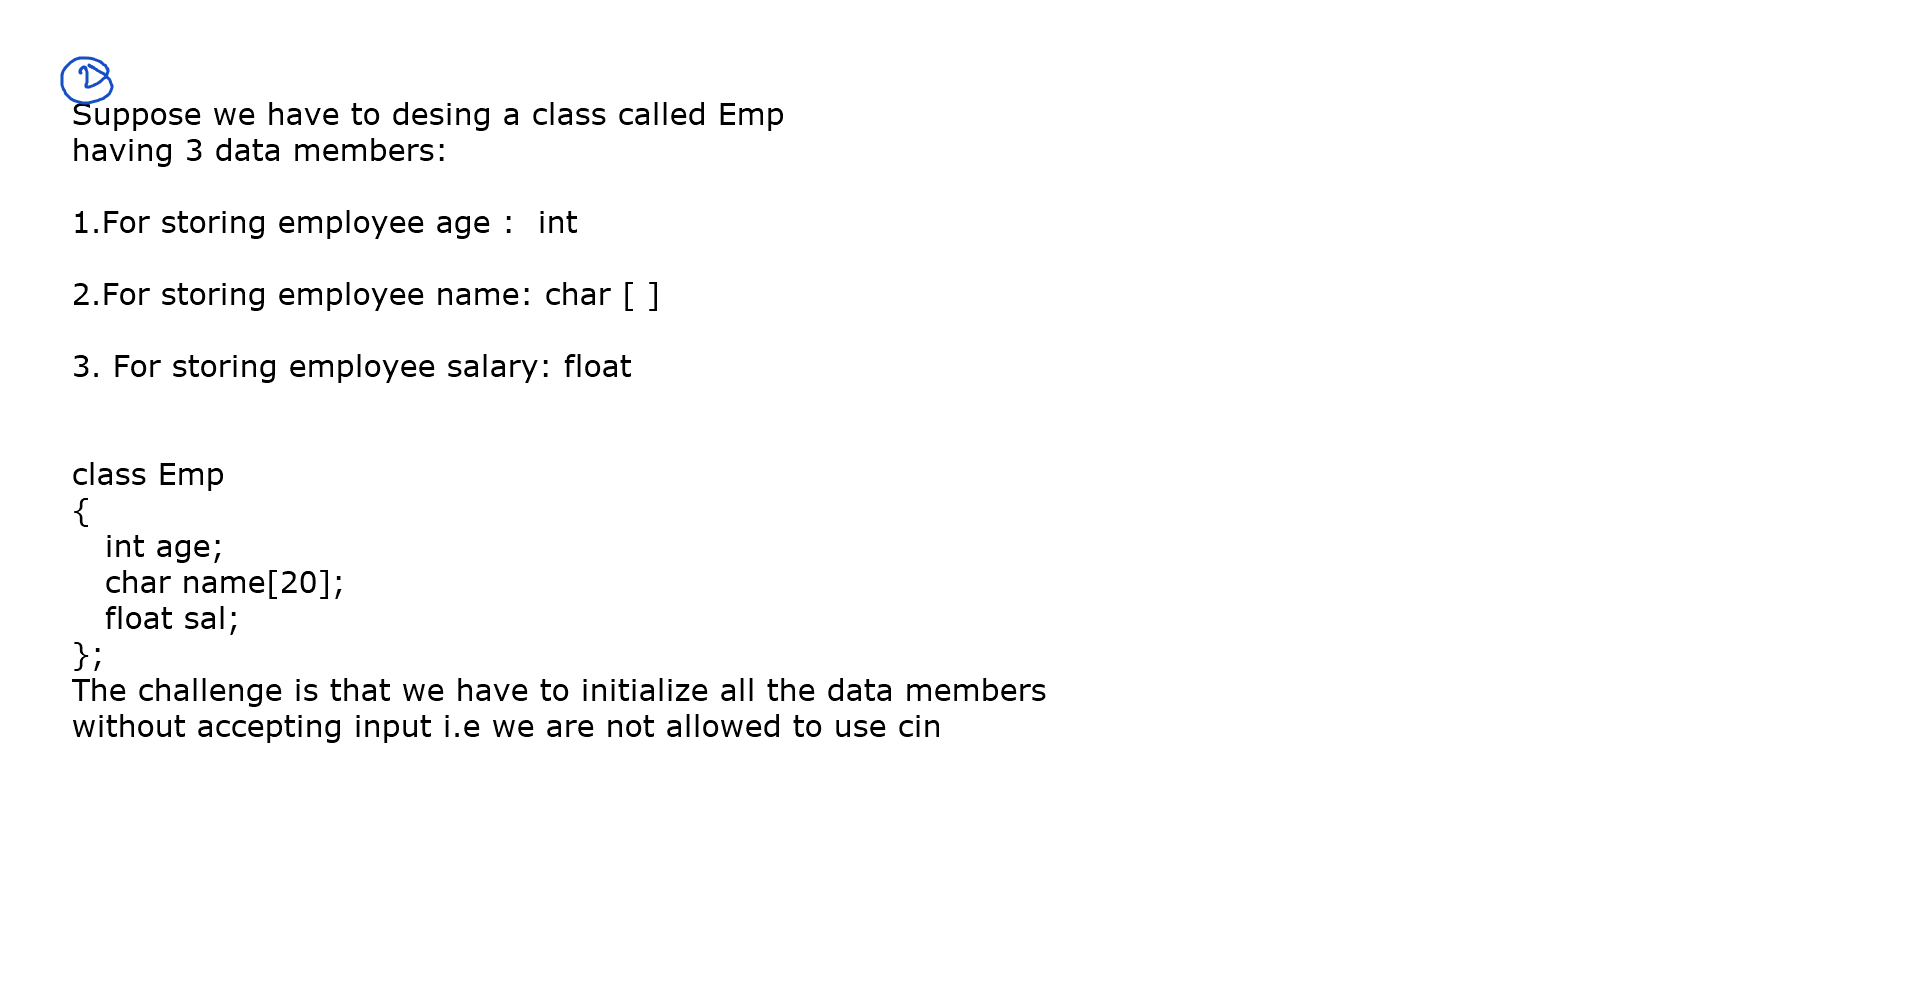 Suppose we have to desing a class called Emp
having 3 data members:
1.For storing employee age :  int
2.For storing employee name: char [ ]
3. For storing employee salary: float
class Emp
{
int age;
char name[20];
float sal;
};
The challenge is that we have to initialize all the data members
without accepting input i.e we are not allowed to use cin